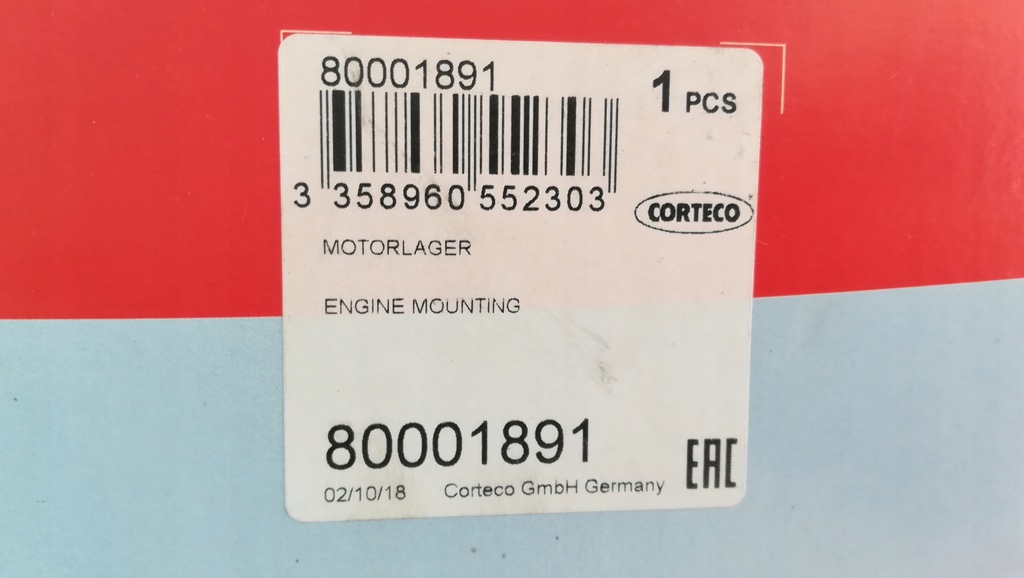 80001891
1 PCS
3 358960 552303
CORTECO
MOTORLAGER
ENGINE MOUNTING
80001891
02/10/18 Corteco GmbH Germany
EAC